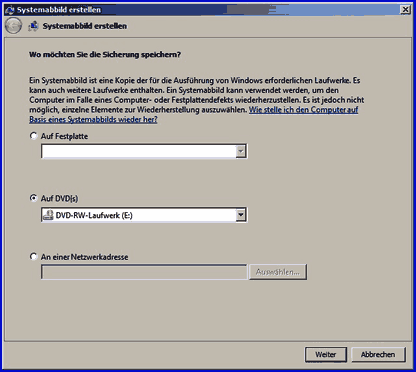 Systemabbild erstellen
Systemabbild erstellen
Wo möchten Sie die Sicherung speichern?
Ein Systemabbild ist eine Kopie der für die Ausführung von Windows erforderlichen Laufwerke. Es
kann auch weitere Laufwerke enthalten. Ein Systemabbild kann verwendet werden, um den
Computer im Falle eines Computer- oder Festplattendefekts wiederherzustellen. Es ist jedoch nicht
möglich, einzelne Elemente zur Wiederherstellung auszuwählen. Wie stelle ich den Computer auf
Basis eines Systemabbilds wieder her?
Auf Festplatte
Auf DVD(s)
DVD-RW-Laufwerk (E:)
An einer Netzwerkadresse
Auswählen...
Weiter
Abbrechen